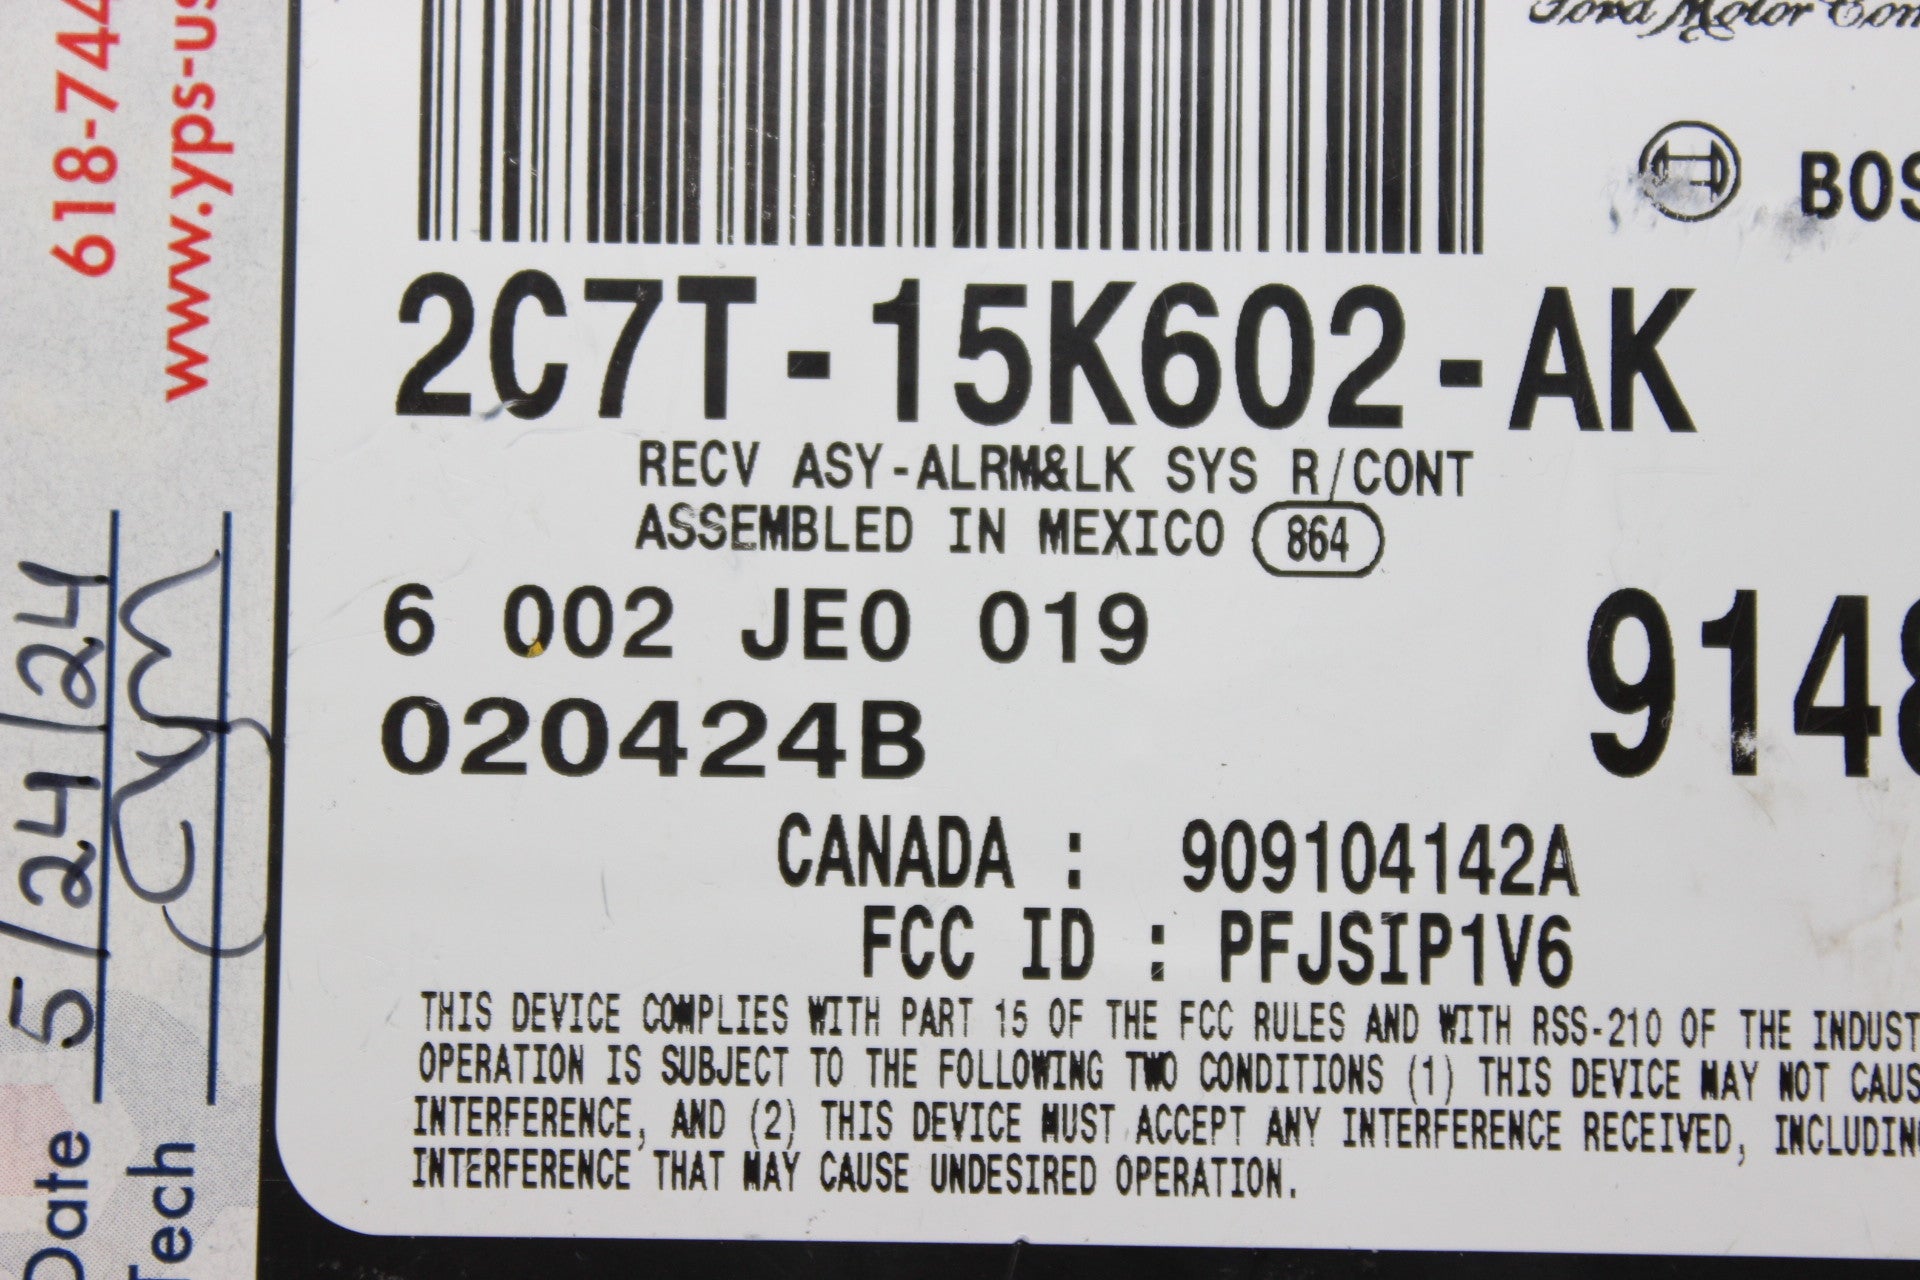 Ford Motor Com
BOS
2C7T-15K602-AK
RECV ASY-ALRM&LK SYS R/CONT
ASSEMBLED IN MEXICO 864
6 002 JE0 019
020424B
9148
CANADA : 909104142A
FCC ID : PFJSIP1V6
THIS DEVICE COMPLIES WITH PART 15 OF THE FCC RULES AND WITH RSS-210 OF THE INDUST
OPERATION IS SUBJECT TO THE FOLLOWING TWO CONDITIONS (1) THIS DEVICE MAY NOT CAUS
INTERFERENCE, AND (2) THIS DEVICE MUST ACCEPT ANY INTERFERENCE RECEIVED, INCLUDING
INTERFERENCE THAT MAY CAUSE UNDESIRED OPERATION.
618-744
www.yps-us
Date 5/24/24
Tech